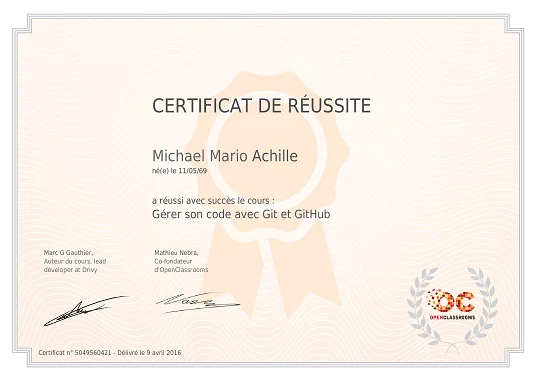 CERTIFICAT DE RÉUSSITE
Michael Mario Achille
né(e) le 11/05/69
a réussi avec succès le cours :
Gérer son code avec Git et GitHub
Marc G Gauthier,
Auteur du cours, lead
developer at Drivy
Mathieu Nebra,
Co-fondateur
d'OpenClassrooms
OC
OPENCLASSROOMS
Certificat n° 5049560421 - Délivré le 9 avril 2016